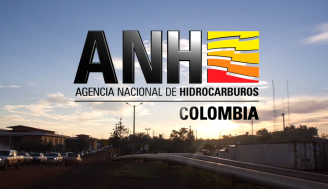 ANH
AGENCIA NACIONAL DE HIDROCARBUROS
COLOMBIA